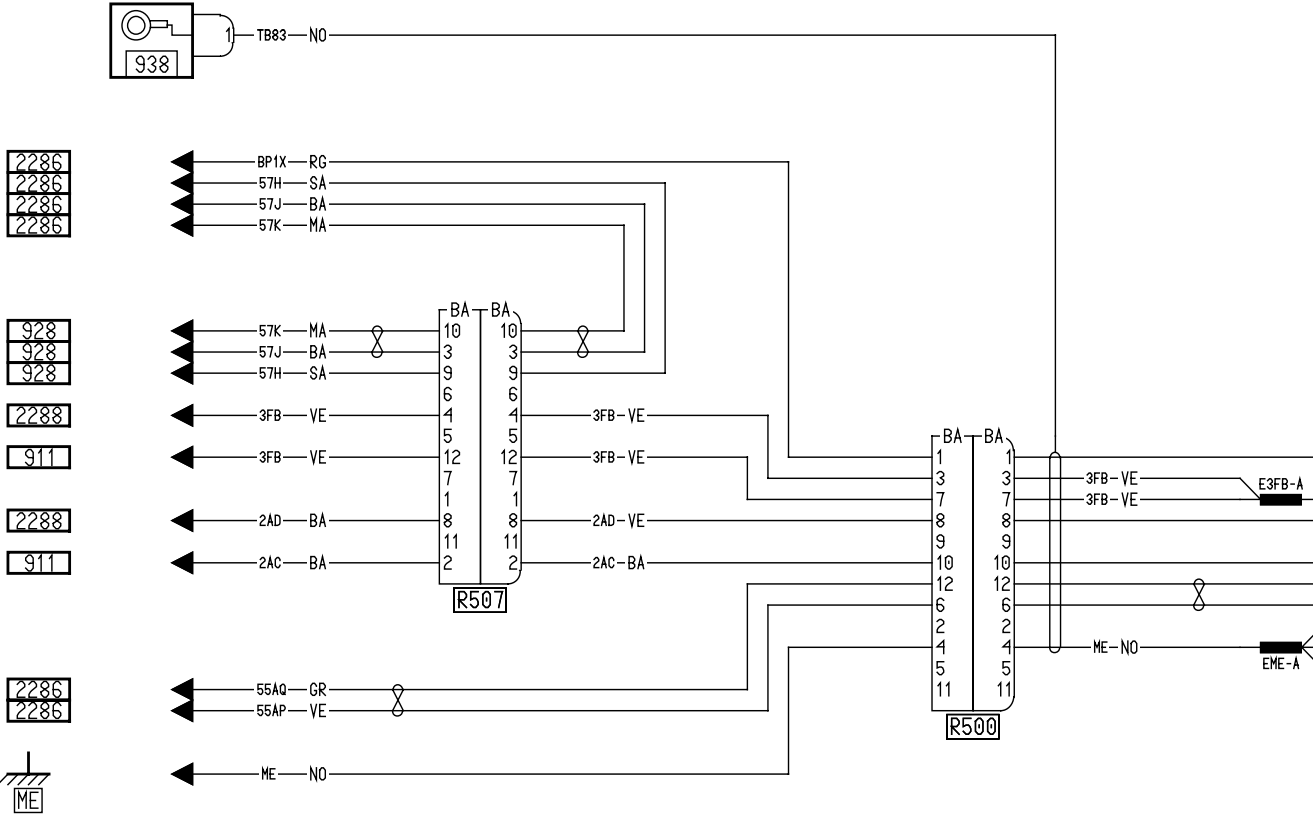 1 TB83 NO
938
2286 BP1X RG
2286 57H SA
2286 57J BA
2286 57K MA
BA BA
928 57K MA 10 10
928 57J BA 3 3
928 57H SA 9 9
6 6
2288 3FB VE 4 4 3FB VE
5 5
BA BA
911 3FB VE 12 12 3FB VE 1 1
7 7 3 3 3FB VE E3FB-A
1 1 7 7 3FB VE
2288 2AD BA 8 8 2AD VE 8 8
11 11 9 9
911 2AC BA 2 2 2AC BA 10 10
12 12
R507 6 6
2 2
4 4 ME NO
EME-A
5 5
2286 55AQ GR 11 11
2286 55AP VE
R500
ME NO
ME